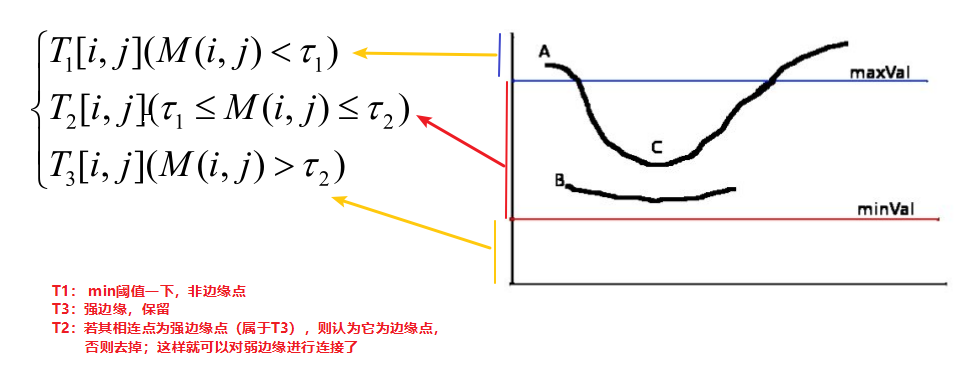 T₁[i, j](M(i, j) < τ₁)
T₂[i, j](τ₁ ≤ M(i, j) ≤ τ₂)
T₃[i, j](M(i, j) > τ₂)
A
maxVal
C
B
minVal
T1： min阈值一下，非边缘点
T3：强边缘，保留
T2：若其相连点为强边缘点（属于T3），则认为它为边缘点，
否则去掉；这样就可以对弱边缘进行连接了